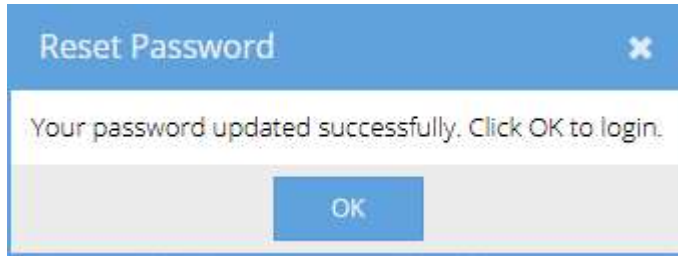 Reset Password
Your password updated successfully. Click OK to login.
OK